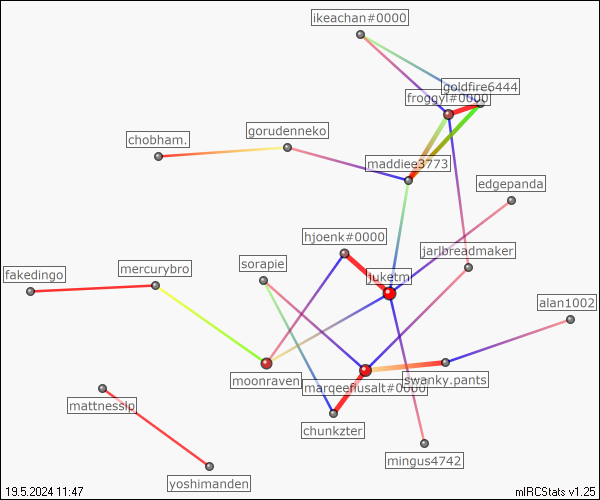 ikeachan#0000
goldfire6444
froggyl#0000
gorudenneko
chobham.
maddiee3773
edgepanda
hjoenk#0000
jarlbreadmaker
sorapie
mercurybro
fakedingo
juketm
alan1002
moonraven
swanky.pants
marqeefiusalt#0000
mattnessip
chunkzter
mingus4742
yoshimanden
19.5.2024 11:47
mIRCStats v1.25